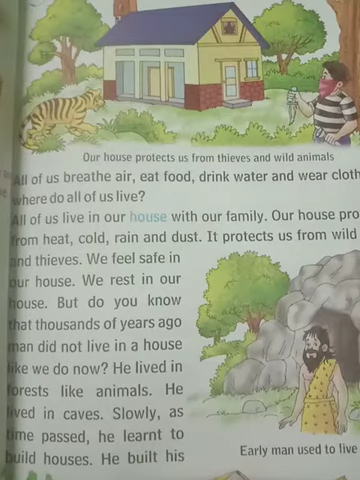 Our house protects us from thieves and wild animals
All of us breathe air, eat food, drink water and wear cloth
where do all of us live?
All of us live in our house with our family. Our house pro
from heat, cold, rain and dust. It protects us from wild
and thieves. We feel safe in
our house. We rest in our
house. But do you know
that thousands of years ago
man did not live in a house
like we do now? He lived in
forests like animals. He
lived in caves. Slowly, as
time passed, he learnt to
build houses. He built his
Early man used to live